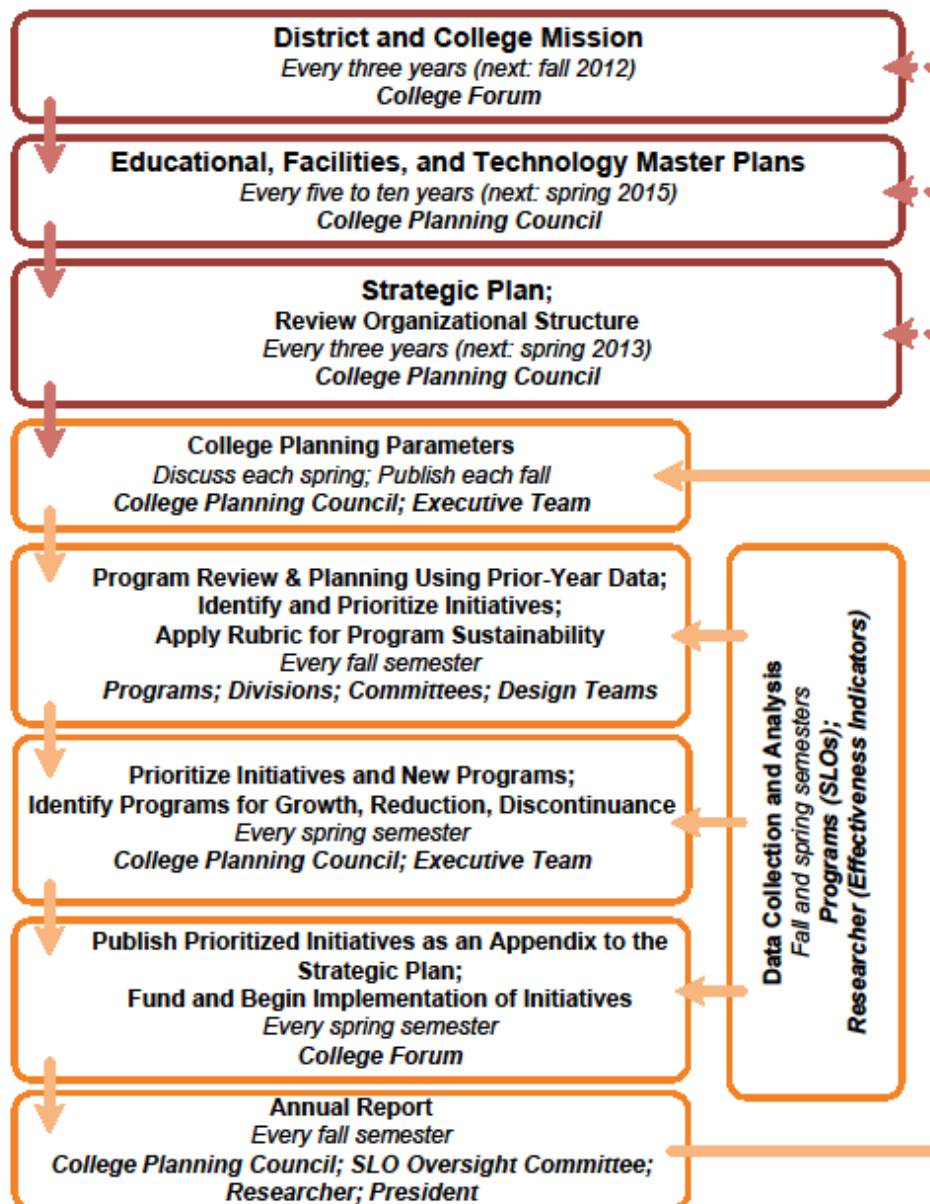 District and College Mission
Every three years (next: fall 2012)
College Forum
Educational, Facilities, and Technology Master Plans
Every five to ten years (next: spring 2015)
College Planning Council
Strategic Plan;
Review Organizational Structure
Every three years (next: spring 2013)
College Planning Council
College Planning Parameters
Discuss each spring; Publish each fall
College Planning Council; Executive Team
Program Review & Planning Using Prior-Year Data;
Identify and Prioritize Initiatives;
Apply Rubric for Program Sustainability
Every fall semester
Programs; Divisions; Committees; Design Teams
Prioritize Initiatives and New Programs;
Identify Programs for Growth, Reduction, Discontinuance
Every spring semester
College Planning Council; Executive Team
Publish Prioritized Initiatives as an Appendix to the
Strategic Plan;
Fund and Begin Implementation of Initiatives
Every spring semester
College Forum
Annual Report
Every fall semester
College Planning Council; SLO Oversight Committee;
Researcher; President
Data Collection and Analysis
Fall and spring semesters
Programs (SLOs);
Researcher (Effectiveness Indicators)